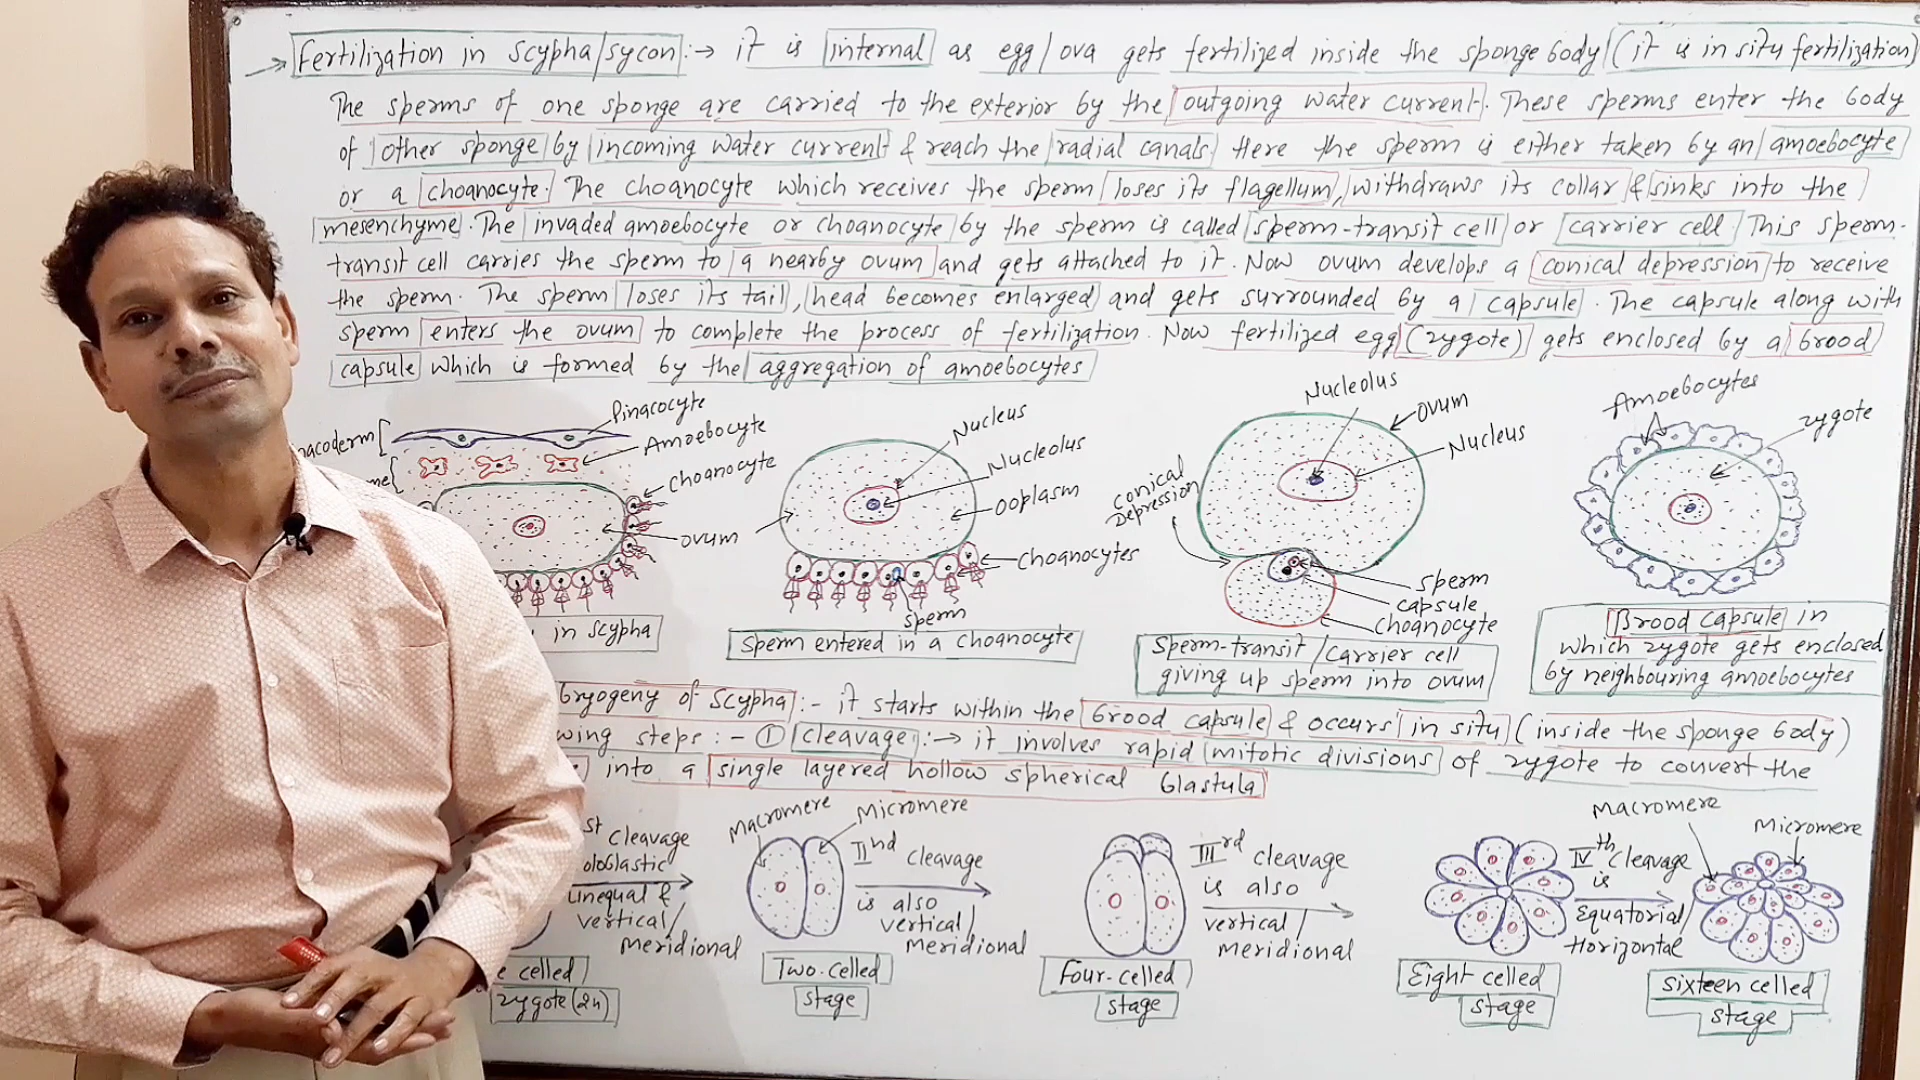 Fertilization in Scypha/sycon :→ it is internal as egg/ova gets fertilized inside the sponge body (it is in situ fertilization)
The sperms of one sponge are carried to the exterior by the outgoing water current. These sperms enter the body
of other sponge by incoming water current & reach the radial canals. Here the sperm is either taken by an amoebocyte
or a choanocyte. The choanocyte which receives the sperm loses its flagellum, withdraws its collar & sinks into the
mesenchyme. The invaded amoebocyte or choanocyte by the sperm is called sperm-transit cell or carrier cell. This sperm-
transit cell carries the sperm to a nearby ovum and gets attached to it. Now ovum develops a conical depression to receive
the sperm. The sperm loses its tail, head becomes enlarged and gets surrounded by a capsule. The capsule along with
sperm enters the ovum to complete the process of fertilization. Now fertilized egg (zygote) gets enclosed by a brood
capsule which is formed by the aggregation of amoebocytes
nacoderm
Pinacocyte
Amoebocyte
me
choanocyte
ovum
in scypha
Nucleus
Nucleolus
Ooplasm
Choanocytes
sperm
Sperm entered in a choanocyte
Nucleolus
Ovum
Nucleus
conical
Depression
sperm
capsule
choanocyte
Sperm-transit/carrier cell
giving up sperm into ovum
Amoebocytes
zygote
Brood capsule in
which zygote gets enclosed
by neighbouring amoebocytes
bryogeny of scypha :- it starts within the brood capsule & occurs in situ (inside the sponge body)
wing steps :- ① cleavage :→ it involves rapid mitotic divisions of zygote to convert the
into a single layered hollow spherical blastula
st cleavage
oloblastic
unequal &
vertical/
meridional
e celled
zygote (2n)
Macromere
Micromere
Two-celled
stage
IInd cleavage
is also
vertical/
meridional
Four-celled
stage
IIIrd cleavage
is also
vertical/
meridional
Eight celled
stage
IVth cleavage
is
Equatorial/
Horizontal
Macromere
Micromere
sixteen celled
stage